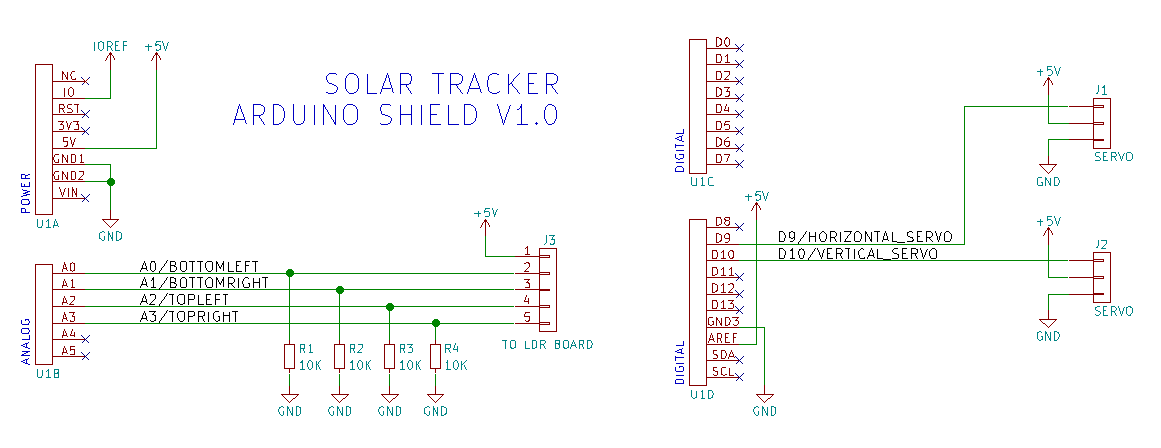 SOLAR TRACKER
ARDUINO SHIELD V1.0
IOREF
+5V
NC
IO
RST
3V3
5V
GND1
GND2
VIN
POWER
U1A
GND
A0
A1
A2
A3
A4
A5
ANALOG
U1B
A0/BOTTOMLEFT
A1/BOTTOMRIGHT
A2/TOPLEFT
A3/TOPRIGHT
+5V
J3
1
2
3
4
5
TO LDR BOARD
R1
10K
R2
10K
R3
10K
R4
10K
GND
GND
GND
GND
D0
D1
D2
D3
D4
D5
D6
D7
DIGITAL
U1C
+5V
D8
D9
D10
D11
D12
D13
GND3
AREF
SDA
SCL
DIGITAL
U1D
GND
D9/HORIZONTAL_SERVO
D10/VERTICAL_SERVO
+5V
J1
SERVO
GND
+5V
J2
SERVO
GND